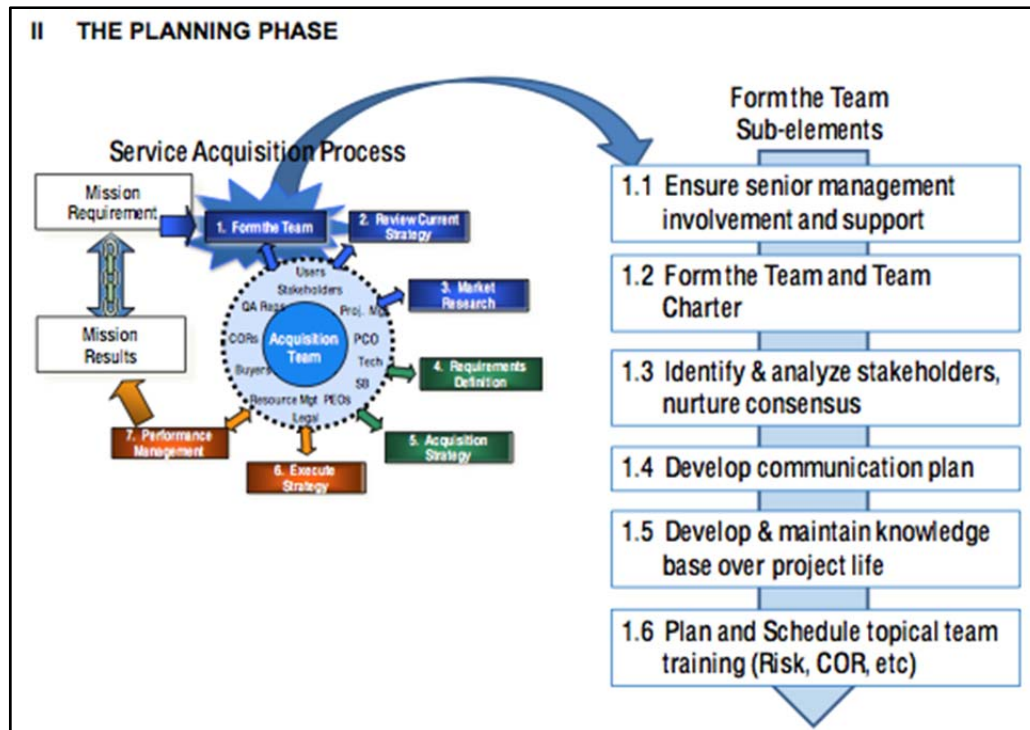 II THE PLANNING PHASE
Service Acquisition Process
Mission
Requirement
1. Form the Team
2. Review Current
Strategy
3. Market
Research
4. Requirements
Definition
5. Acquisition
Strategy
6. Execute
Strategy
7. Performance
Management
Mission
Results
Users
Stakeholders
QA Reps
Proj. Mgt
CORs
PCO
Acquisition
Team
Tech
Buyers
SB
Resource Mgt PEOs
Legal
Form the Team
Sub-elements
1.1 Ensure senior management
involvement and support
1.2 Form the Team and Team
Charter
1.3 Identify & analyze stakeholders,
nurture consensus
1.4 Develop communication plan
1.5 Develop & maintain knowledge
base over project life
1.6 Plan and Schedule topical team
training (Risk, COR, etc)